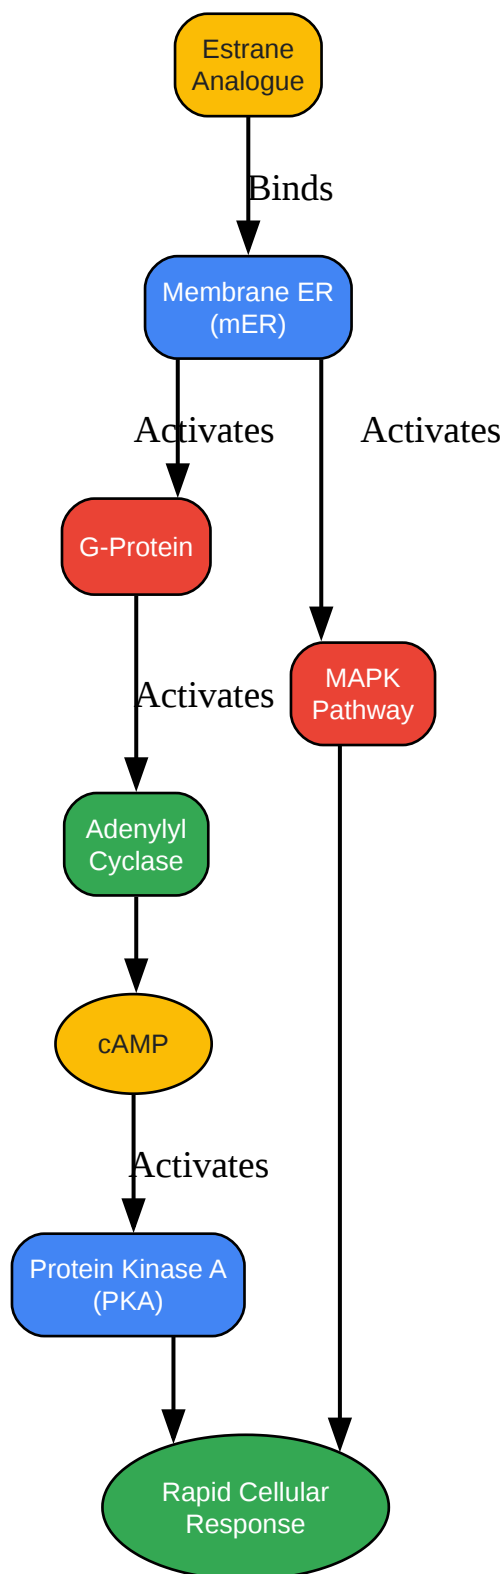 Estrane
Analogue
Binds
Membrane ER
(mER)
Activates
Activates
G-Protein
MAPK
Pathway
Activates
Adenylyl
Cyclase
cAMP
Activates
Protein Kinase A
(PKA)
Rapid Cellular
Response